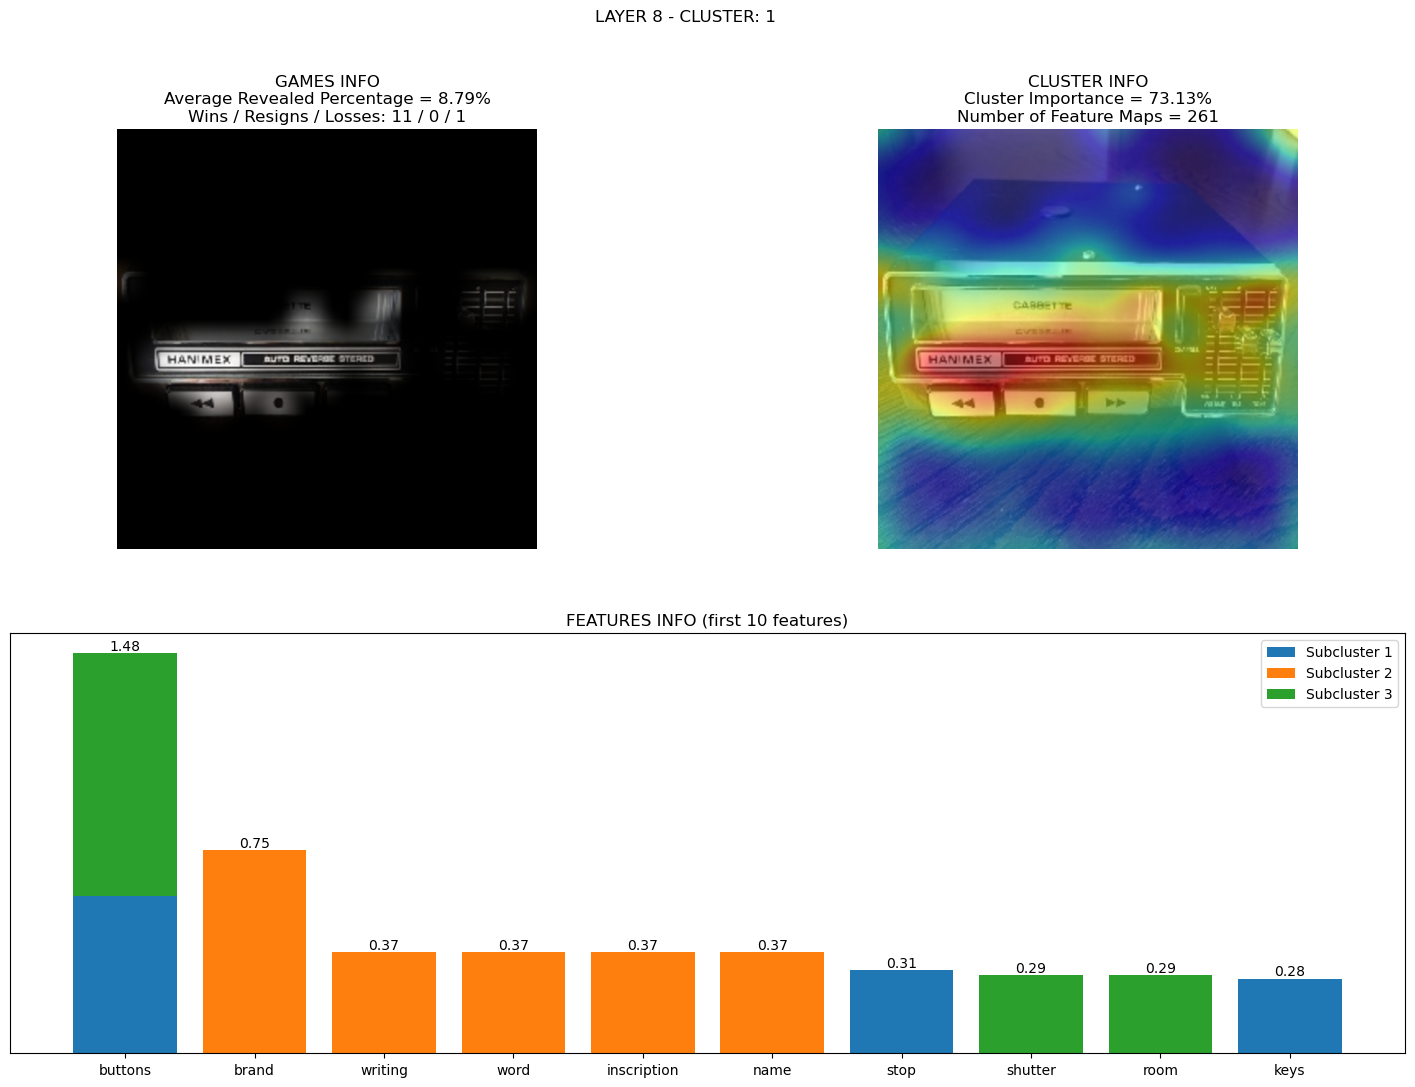 LAYER 8 - CLUSTER: 1
GAMES INFO
Average Revealed Percentage = 8.79%
Wins / Resigns / Losses: 11 / 0 / 1
CASSETTE
HANIMEX AUTO REVERSE STEREO
CLUSTER INFO
Cluster Importance = 73.13%
Number of Feature Maps = 261
CASSETTE
HANIMEX AUTO REVERSE STEREO
FEATURES INFO (first 10 features)
Subcluster 1
Subcluster 2
Subcluster 3
1.48
0.75
0.37
0.37
0.37
0.37
0.31
0.29
0.29
0.28
buttons brand writing word inscription name stop shutter room keys